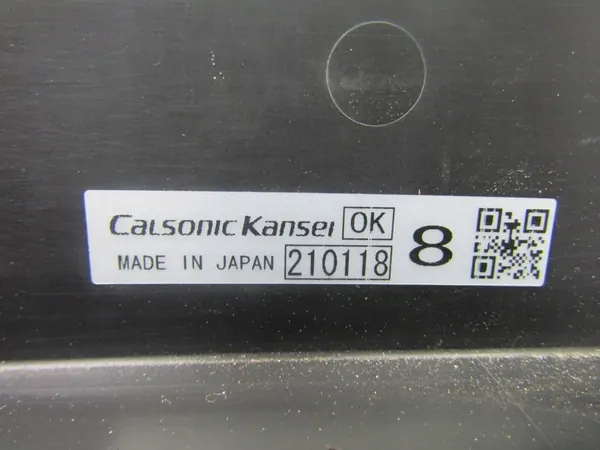 CALSONIC KANSEI OK
MADE IN JAPAN 210118
8